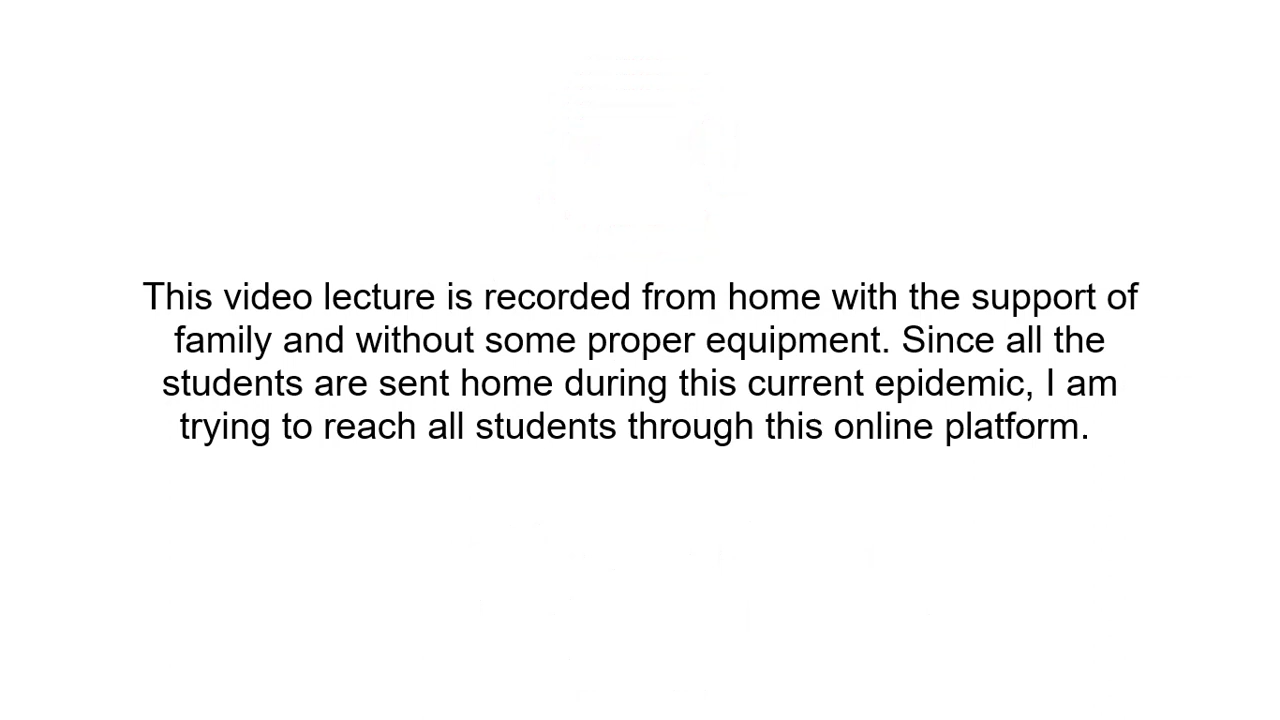 This video lecture is recorded from home with the support of
family and without some proper equipment. Since all the
students are sent home during this current epidemic, I am
trying to reach all students through this online platform.